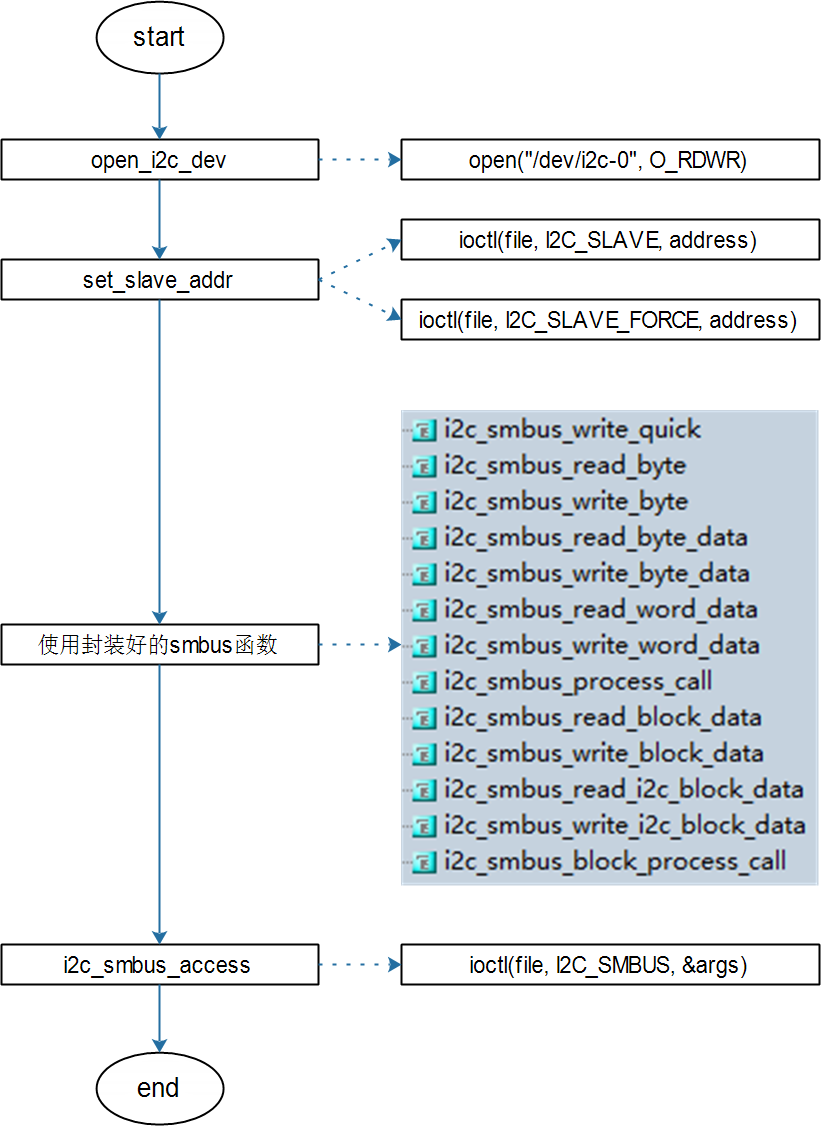 start
open_i2c_dev
open("/dev/i2c-0", O_RDWR)
set_slave_addr
ioctl(file, I2C_SLAVE, address)
ioctl(file, I2C_SLAVE_FORCE, address)
使用封装好的smbus函数
i2c_smbus_write_quick
i2c_smbus_read_byte
i2c_smbus_write_byte
i2c_smbus_read_byte_data
i2c_smbus_write_byte_data
i2c_smbus_read_word_data
i2c_smbus_write_word_data
i2c_smbus_process_call
i2c_smbus_read_block_data
i2c_smbus_write_block_data
i2c_smbus_read_i2c_block_data
i2c_smbus_write_i2c_block_data
i2c_smbus_block_process_call
i2c_smbus_access
ioctl(file, I2C_SMBUS, &args)
end